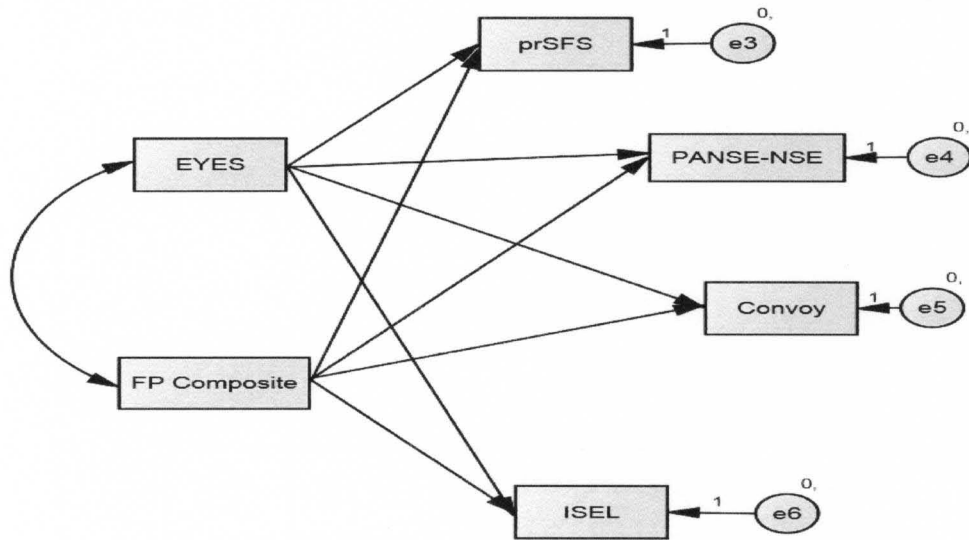 0,
prSFS
1
e3
0,
EYES
PANSE-NSE
1
e4
0,
Convoy
1
e5
FP Composite
0,
ISEL
1
e6